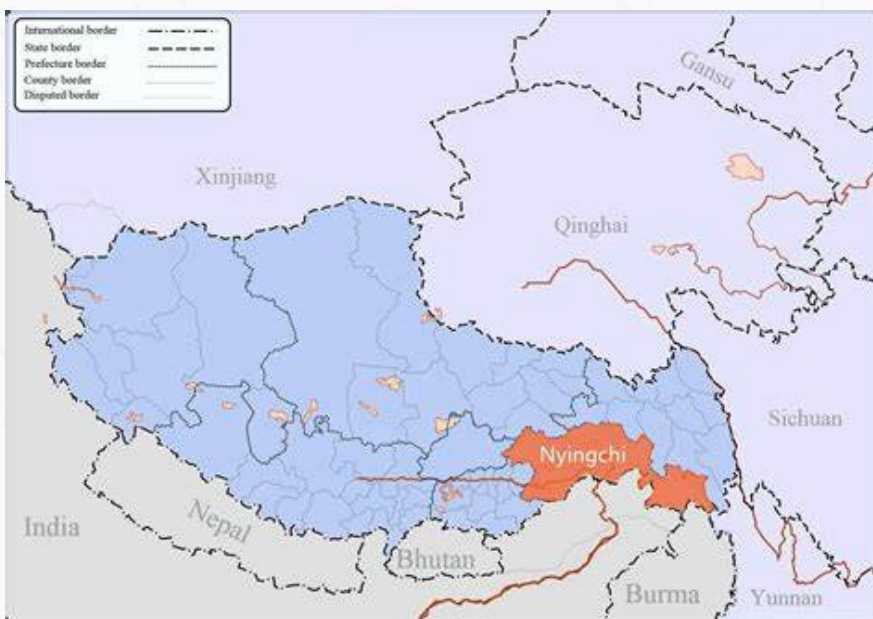 International border
State border
Prefecture border
County border
Disputed border
Gansu
Xinjiang
Qinghai
Sichuan
Nyingchi
India
Nepal
Bhutan
Burma
Yunnan